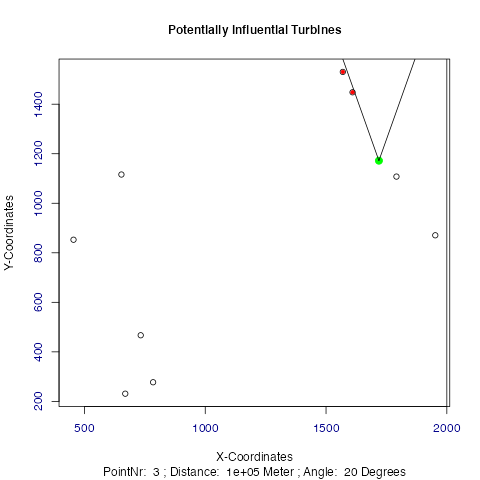 Potentially Influential Turbines
Y-Coordinates
1400
1200
1000
800
600
400
200
500 1000 1500 2000
X-Coordinates
PointNr: 3 ; Distance: 1e+05 Meter ; Angle: 20 Degrees